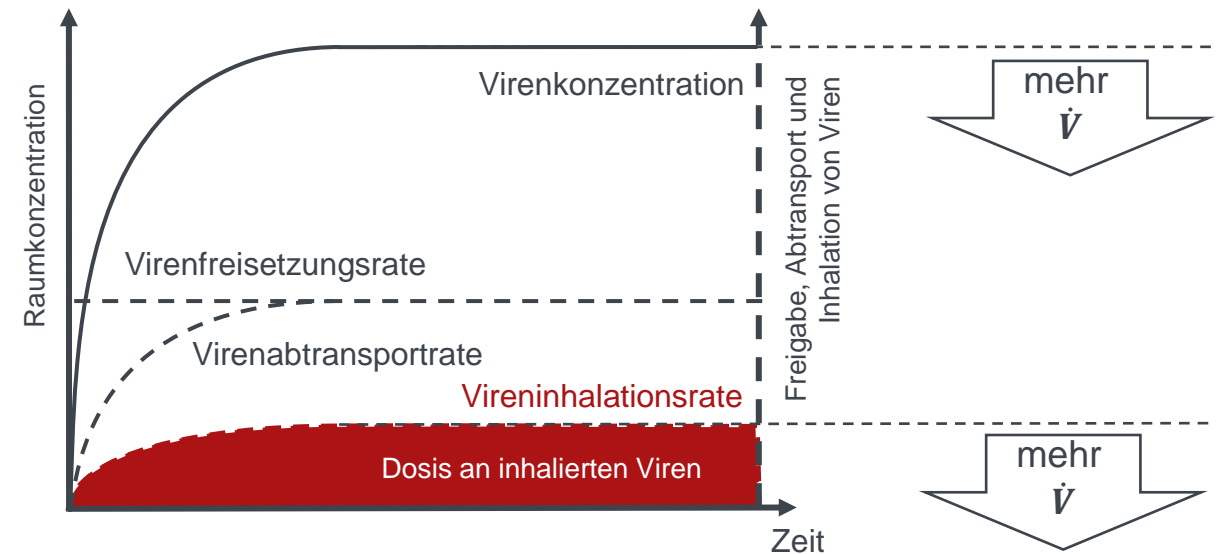 Raumkonzentration
Virenkonzentration
Virenfreisetzungsrate
Virenabtransportrate
Vireninhalationsrate
Dosis an inhalierten Viren
Zeit
Freigabe, Abtransport und
Inhalation von Viren
mehr
V̇
mehr
V̇